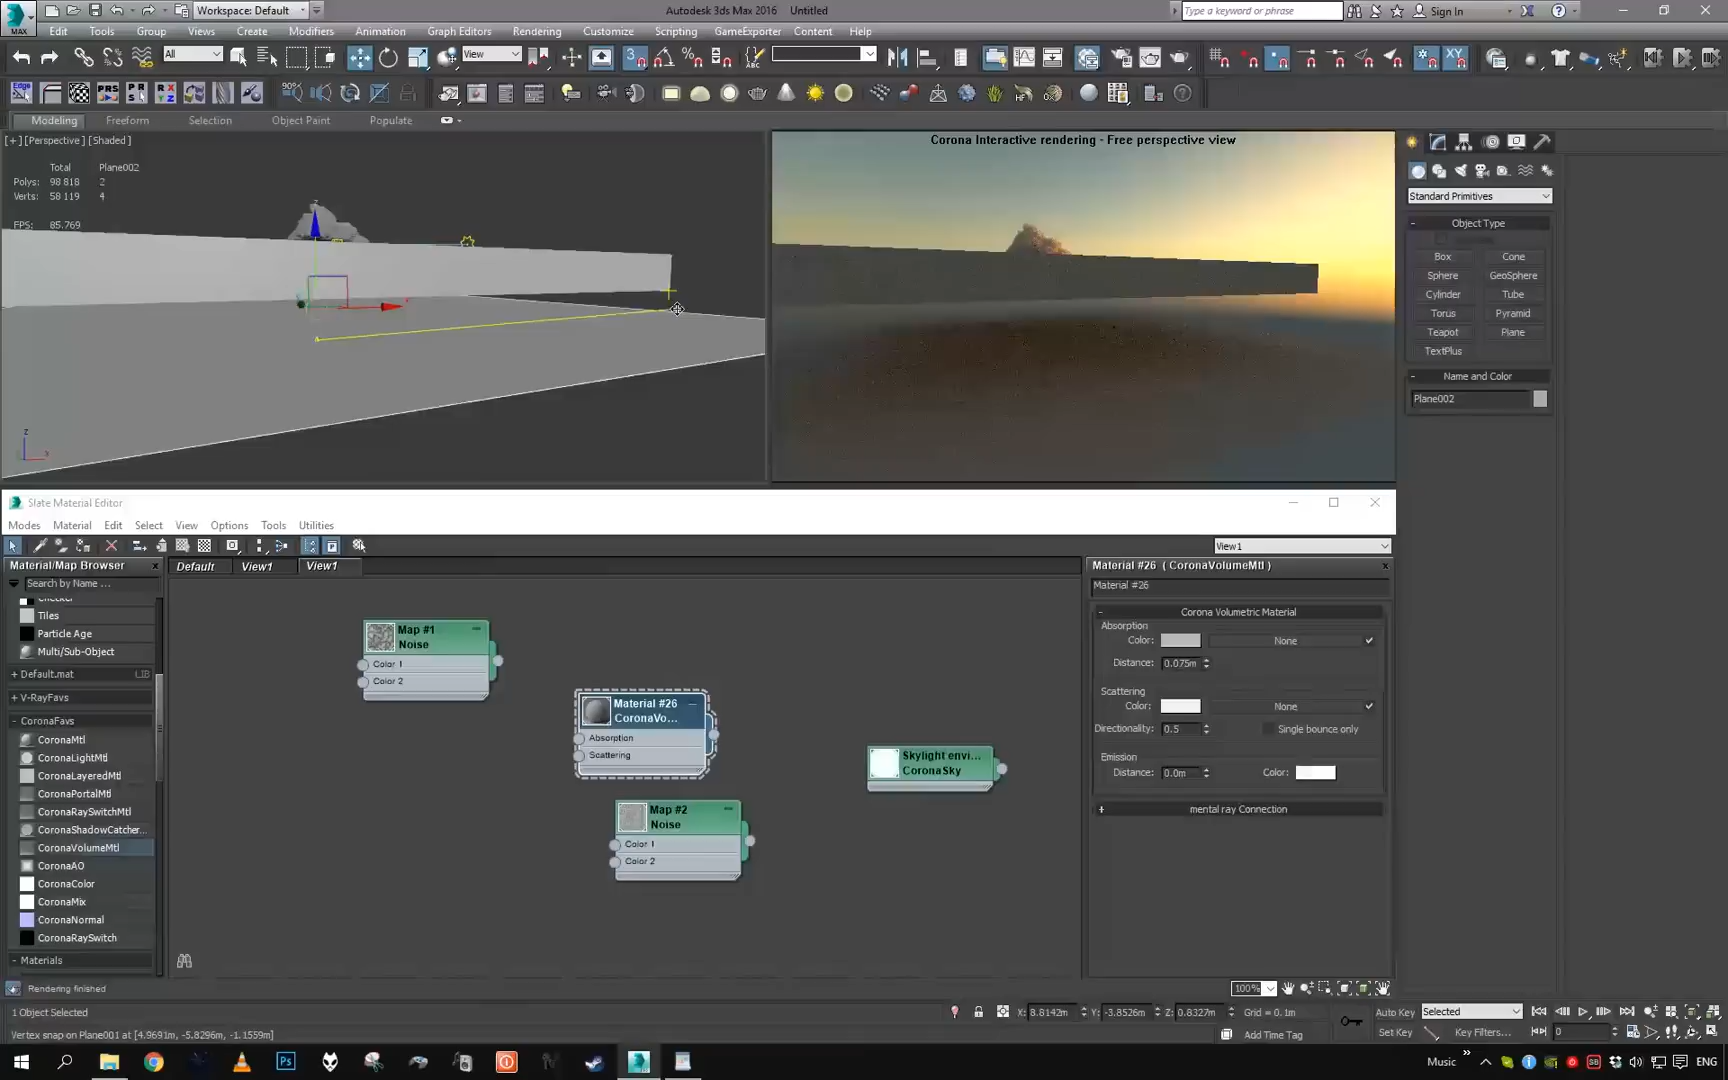 Workspace: Default
Autodesk 3ds Max 2016 Untitled
Type a keyword or phrase
Sign In
MAX
Edit Tools Group Views Create Modifiers Animation Graph Editors Rendering Customize Scripting GameExporter Content Help
All
View
Modeling Freeform Selection Object Paint Populate
[+] [Perspective] [Shaded]
Total Plane002
Polys: 98 818 2
Verts: 58 119 4
FPS: 85.769
Corona Interactive rendering - Free perspective view
Standard Primitives
Object Type
Box Cone
Sphere GeoSphere
Cylinder Tube
Torus Pyramid
Teapot Plane
TextPlus
Name and Color
Plane002
Slate Material Editor
Modes Material Edit Select View Options Tools Utilities
View1
Material/Map Browser
Default View1 View1
Search by Name ...
Checker
Tiles
Particle Age
Multi/Sub-Object
+ Default.mat LIB
+ V-RayFavs
- CoronaFavs
CoronaMtl
CoronaLightMtl
CoronaLayeredMtl
CoronaPortalMtl
CoronaRaySwitchMtl
CoronaShadowCatcher...
CoronaVolumeMtl
CoronaAO
CoronaColor
CoronaMix
CoronaNormal
CoronaRaySwitch
- Materials
Map #1
Noise
Color 1
Color 2
Material #26
CoronaVo...
Absorption
Scattering
Map #2
Noise
Color 1
Color 2
Skylight envi...
CoronaSky
Material #26 ( CoronaVolumeMtl )
Material #26
Corona Volumetric Material
Absorption
Color: None
Distance: 0.075m
Scattering
Color: None
Directionality: 0.5 Single bounce only
Emission
Distance: 0.0m Color:
mental ray Connection
Rendering finished
100%
1 Object Selected
X: 8.8142m Y: -3.8526m Z: 0.8327m Grid = 0.1m
Auto Key Selected
Vertex snap on Plane001 at [4.9691m, -5.8296m, -1.1559m]
Add Time Tag
Set Key Key Filters...
0
Music
ENG